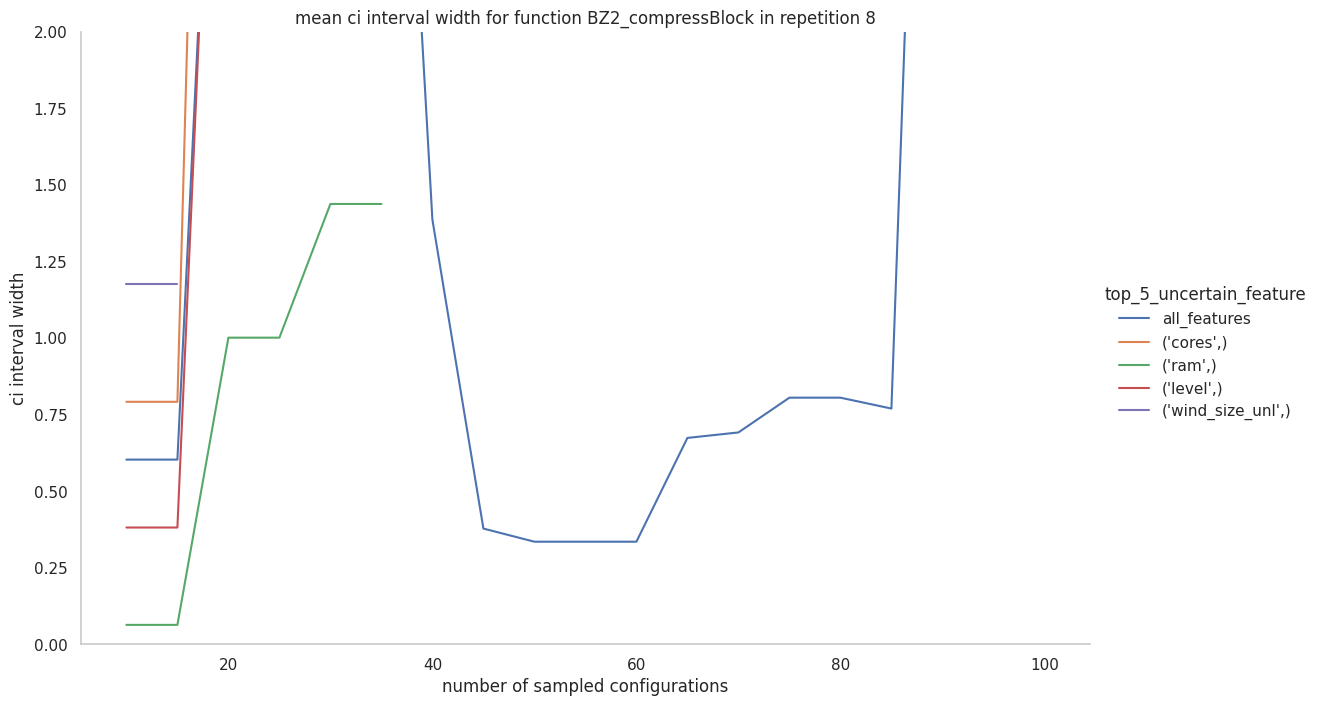 mean ci interval width for function BZ2_compressBlock in repetition 8
2.00
1.75
1.50
1.25
1.00
0.75
0.50
0.25
0.00
ci interval width
20
40
60
80
100
number of sampled configurations
top_5_uncertain_feature
all_features
('cores',)
('ram',)
('level',)
('wind_size_unl',)